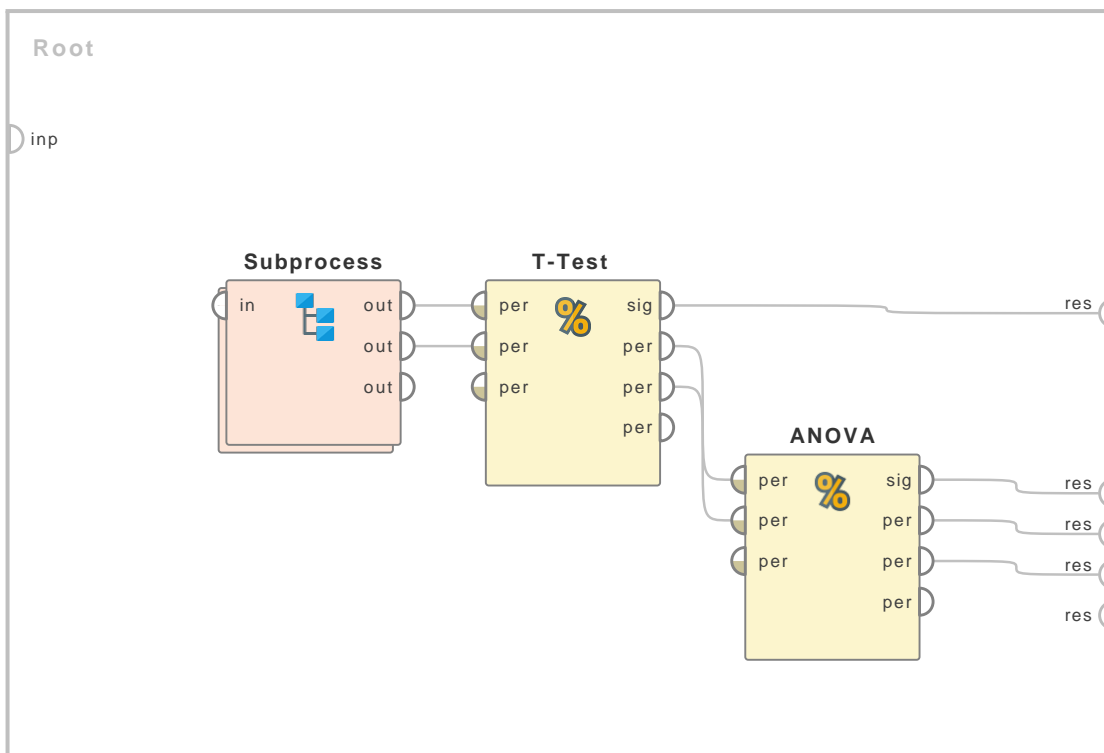 Root
inp
Subprocess
T-Test
in
out
per
%
sig
res
out
per
per
out
per
per
per
ANOVA
per
%
sig
res
per
per
res
per
per
res
per
res